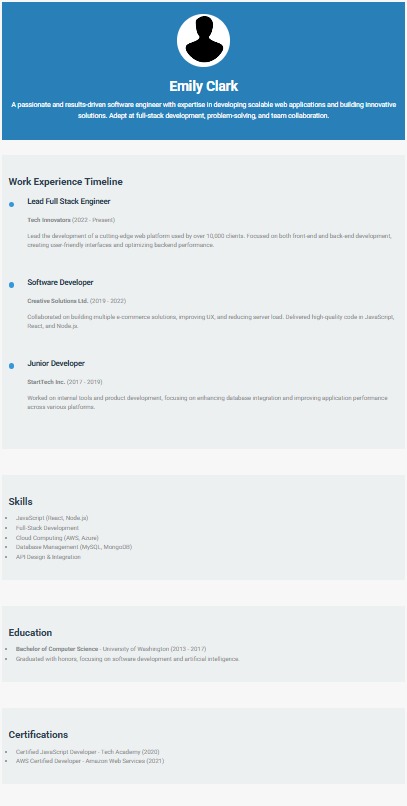 Emily Clark
A passionate and results-driven software engineer with expertise in developing scalable web applications and building innovative
solutions. Adept at full-stack development, problem-solving, and team collaboration.
Work Experience Timeline
Lead Full Stack Engineer
Tech Innovators (2022 - Present)
Lead the development of a cutting-edge web platform used by over 10,000 clients. Focused on both front-end and back-end development,
creating user-friendly interfaces and optimizing backend performance.
Software Developer
Creative Solutions Ltd. (2019 - 2022)
Collaborated on building multiple e-commerce solutions, improving UX, and reducing server load. Delivered high-quality code in JavaScript,
React, and Node.js.
Junior Developer
StartTech Inc. (2017 - 2019)
Worked on internal tools and product development, focusing on enhancing database integration and improving application performance
across various platforms.
Skills
JavaScript (React, Node.js)
Full-Stack Development
Cloud Computing (AWS, Azure)
Database Management (MySQL, MongoDB)
API Design & Integration
Education
Bachelor of Computer Science - University of Washington (2013 - 2017)
Graduated with honors, focusing on software development and artificial intelligence.
Certifications
Certified JavaScript Developer - Tech Academy (2020)
AWS Certified Developer - Amazon Web Services (2021)